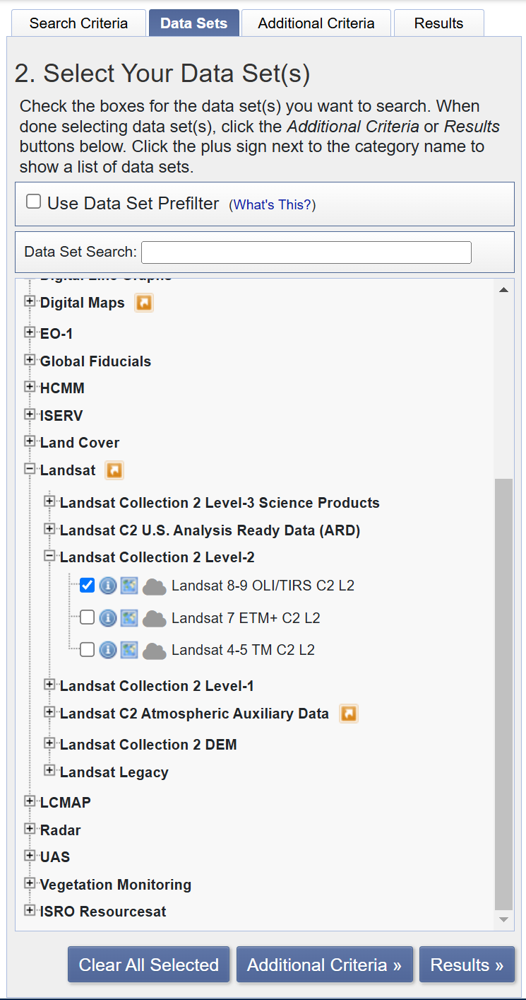 Search Criteria
Data Sets
Additional Criteria
Results
2. Select Your Data Set(s)
Check the boxes for the data set(s) you want to search. When
done selecting data set(s), click the Additional Criteria or Results
buttons below. Click the plus sign next to the category name to
show a list of data sets.
Use Data Set Prefilter (What's This?)
Data Set Search:
Digital Line Graphs
Digital Maps
EO-1
Global Fiducials
HCMM
ISERV
Land Cover
Landsat
Landsat Collection 2 Level-3 Science Products
Landsat C2 U.S. Analysis Ready Data (ARD)
Landsat Collection 2 Level-2
Landsat 8-9 OLI/TIRS C2 L2
Landsat 7 ETM+ C2 L2
Landsat 4-5 TM C2 L2
Landsat Collection 2 Level-1
Landsat C2 Atmospheric Auxiliary Data
Landsat Collection 2 DEM
Landsat Legacy
LCMAP
Radar
UAS
Vegetation Monitoring
ISRO Resourcesat
Clear All Selected
Additional Criteria »
Results »